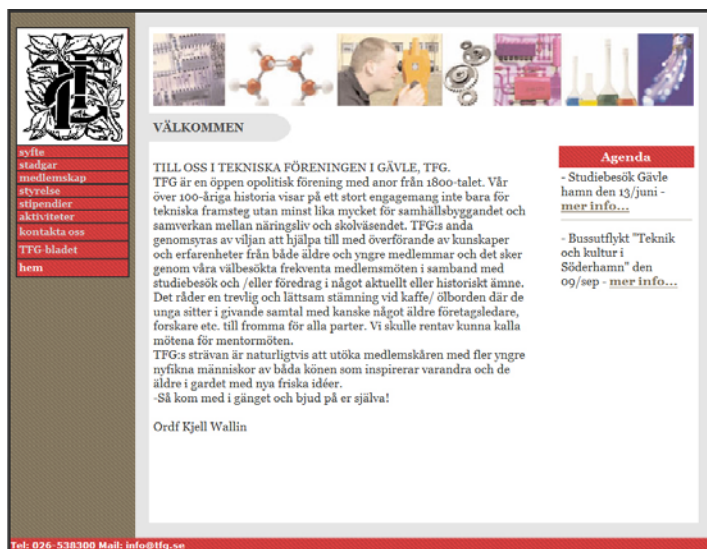 VÄLKOMMEN
syfte
stadgar
medlemskap
styrelse
stipendier
aktiviteter
kontakta oss
TFG-bladet
hem
TILL OSS I TEKNISKA FÖRENINGEN I GÄVLE, TFG.
TFG är en öppen opolitisk förening med anor från 1800-talet. Vår
över 100-åriga historia visar på ett stort engagemang inte bara för
tekniska framsteg utan minst lika mycket för samhällsbyggandet och
samverkan mellan näringsliv och skolväsendet. TFG:s anda
genomsyras av viljan att hjälpa till med överförande av kunskaper
och erfarenheter från både äldre och yngre medlemmar och det sker
genom våra välbesökta frekventa medlemsmöten i samband med
studiebesök och /eller föredrag i något aktuellt eller historiskt ämne.
Det råder en trevlig och lättsam stämning vid kaffe/ ölborden där de
unga sitter i givande samtal med kanske något äldre företagsledare,
forskare etc. till fromma för alla parter. Vi skulle rentav kunna kalla
mötena för mentormöten.
TFG:s strävan är naturligtvis att utöka medlemskåren med fler yngre
nyfikna människor av båda könen som inspirerar varandra och de
äldre i gardet med nya friska idéer.
-Så kom med i gänget och bjud på er själva!
Ordf Kjell Wallin
Agenda
- Studiebesök Gävle
hamn den 13/juni -
mer info...
- Bussutflykt "Teknik
och kultur i
Söderhamn" den
09/sep - mer info...
Tel: 026-538300 Mail: info@tfg.se